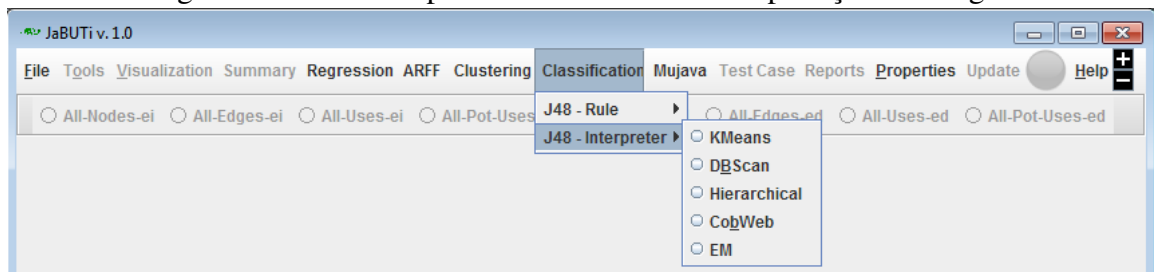 JaBUTi v. 1.0
File Tools Visualization Summary Regression ARFF Clustering Classification Mujava Test Case Reports Properties Update Help
All-Nodes-ei All-Edges-ei All-Uses-ei All-Pot-Uses All-Edges-ed All-Uses-ed All-Pot-Uses-ed
J48 - Rule
J48 - Interpreter
KMeans
DBScan
Hierarchical
CobWeb
EM